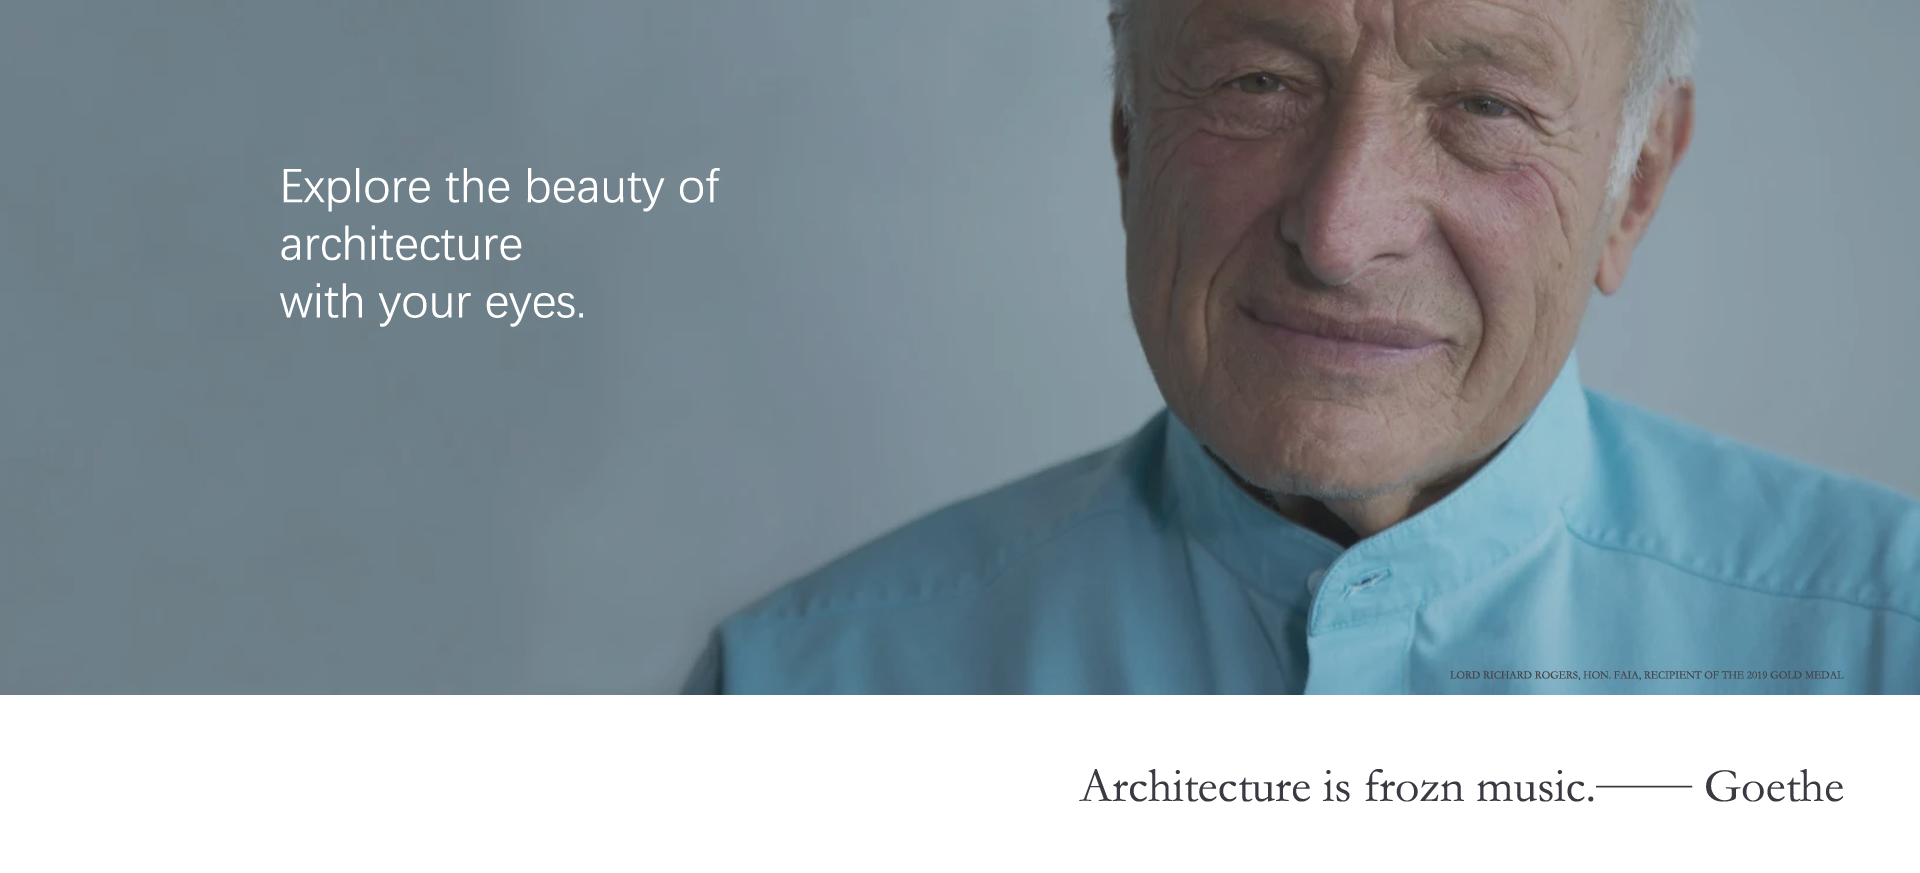 Explore the beauty of
architecture
with your eyes.
LORD RICHARD ROGERS, HON. FAIA, RECIPIENT OF THE 2019 GOLD MEDAL
Architecture is frozn music.—— Goethe